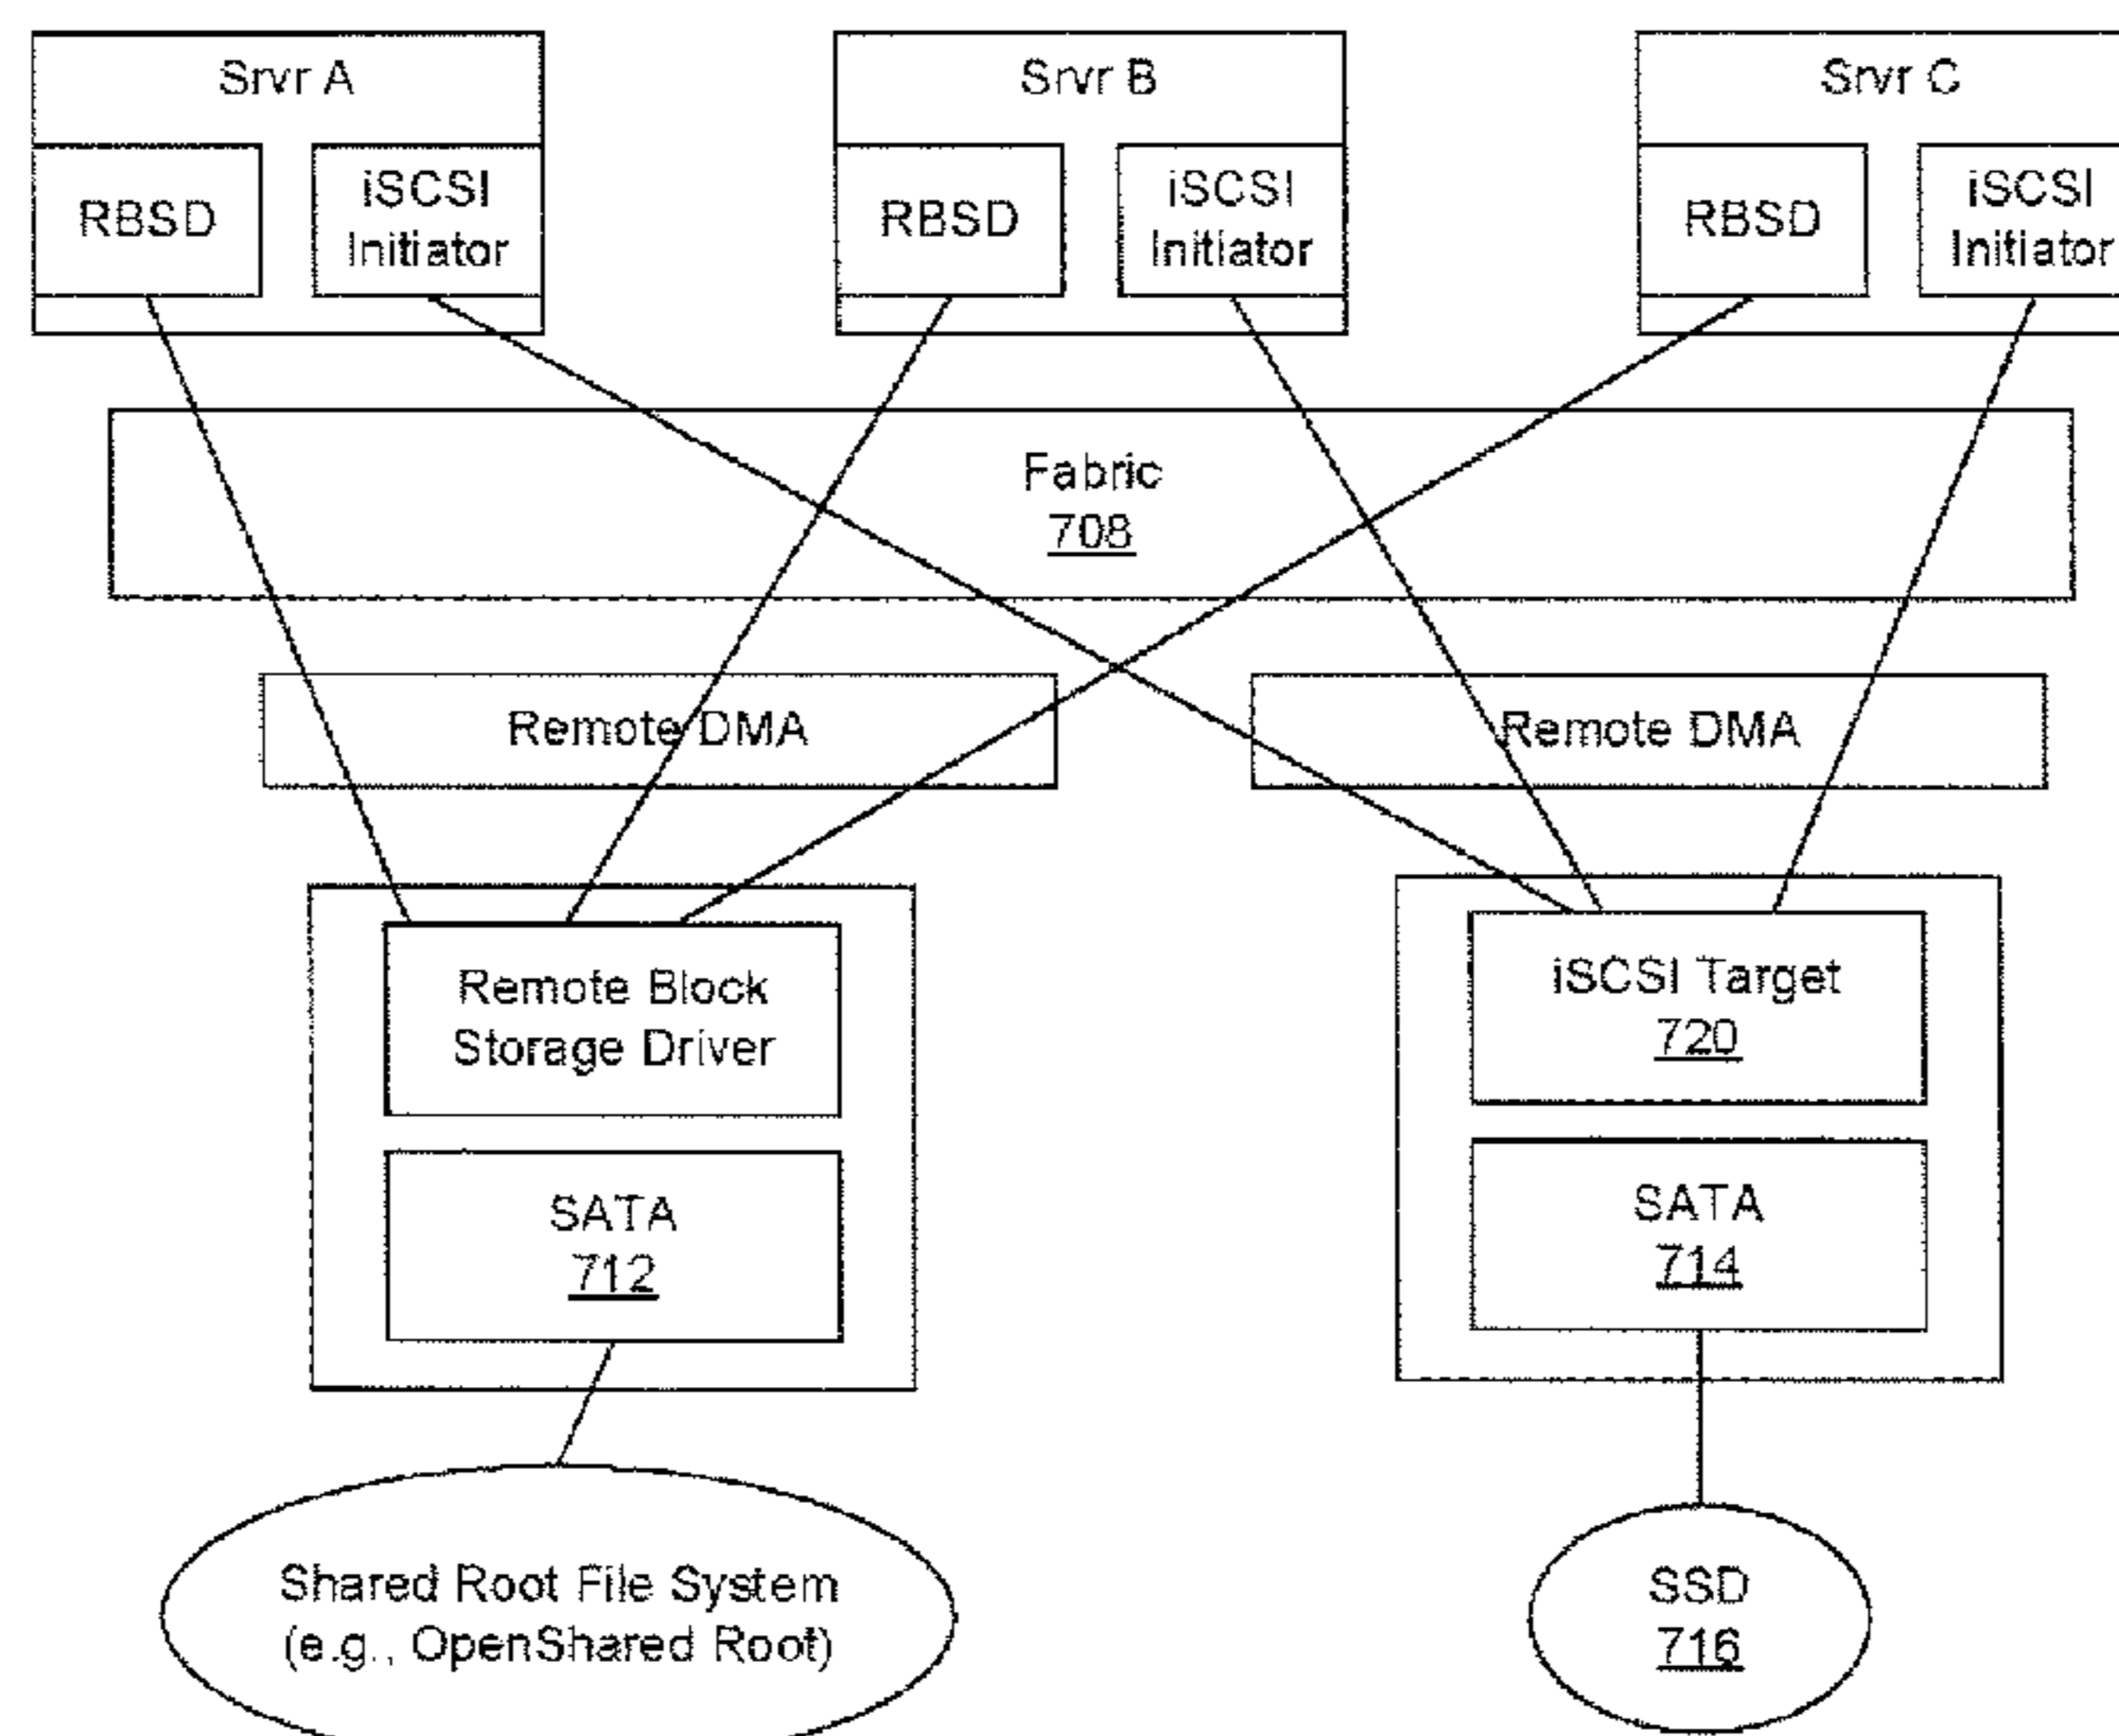 Srvr A
Srvr B
Srvr C
RBSD
iSCSI
Initiator
RBSD
iSCSI
Initiator
RBSD
iSCSI
Initiator
Fabric
708
Remote DMA
Remote DMA
Remote Block
Storage Driver
iSCSI Target
720
SATA
712
SATA
714
Shared Root File System
(e.g., OpenShared Root)
SSD
716